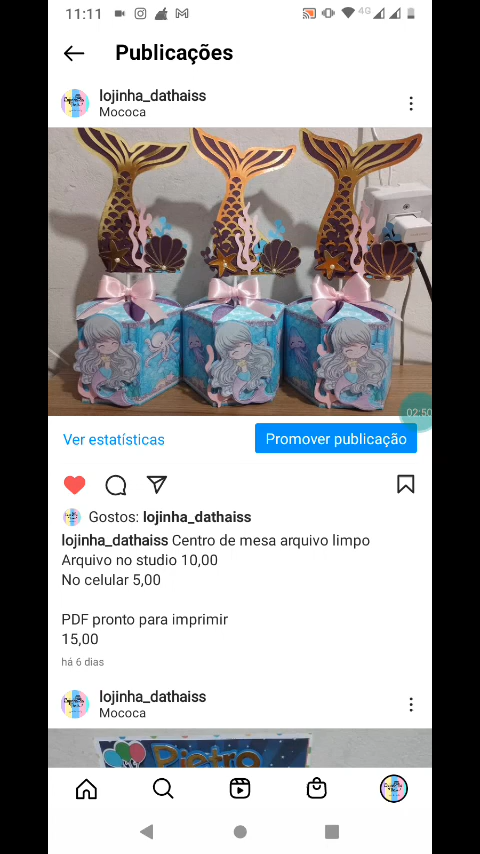 11:11
4G
Publicações
lojinha_dathaiss
Mococa
02:50
Ver estatísticas
Promover publicação
Gostos: lojinha_dathaiss
lojinha_dathaiss Centro de mesa arquivo limpo
Arquivo no studio 10,00
No celular 5,00
PDF pronto para imprimir
15,00
há 6 dias
lojinha_dathaiss
Mococa
Pietro